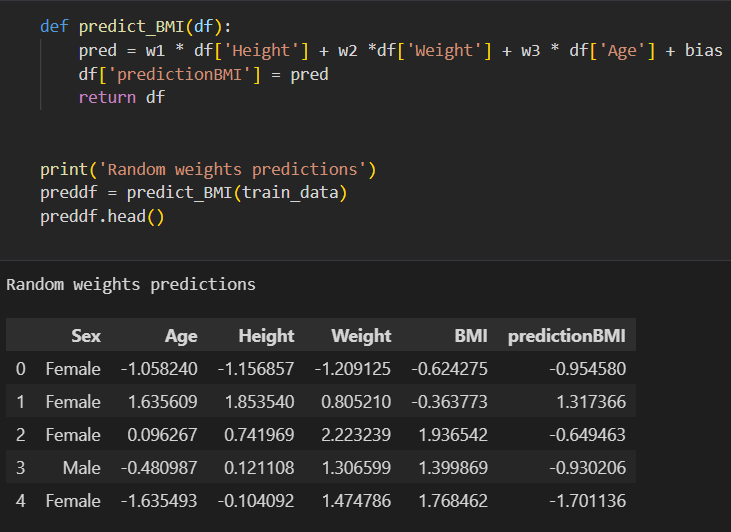 def predict_BMI(df):
    pred = w1 * df['Height'] + w2 *df['Weight'] + w3 * df['Age'] + bias
    df['predictionBMI'] = pred
    return df
print('Random weights predictions')
preddf = predict_BMI(train_data)
preddf.head()
Random weights predictions
Sex Age Height Weight BMI predictionBMI
0 Female -1.058240 -1.156857 -1.209125 -0.624275 -0.954580
1 Female 1.635609 1.853540 0.805210 -0.363773 1.317366
2 Female 0.096267 0.741969 2.223239 1.936542 -0.649463
3 Male -0.480987 0.121108 1.306599 1.399869 -0.930206
4 Female -1.635493 -0.104092 1.474786 1.768462 -1.701136